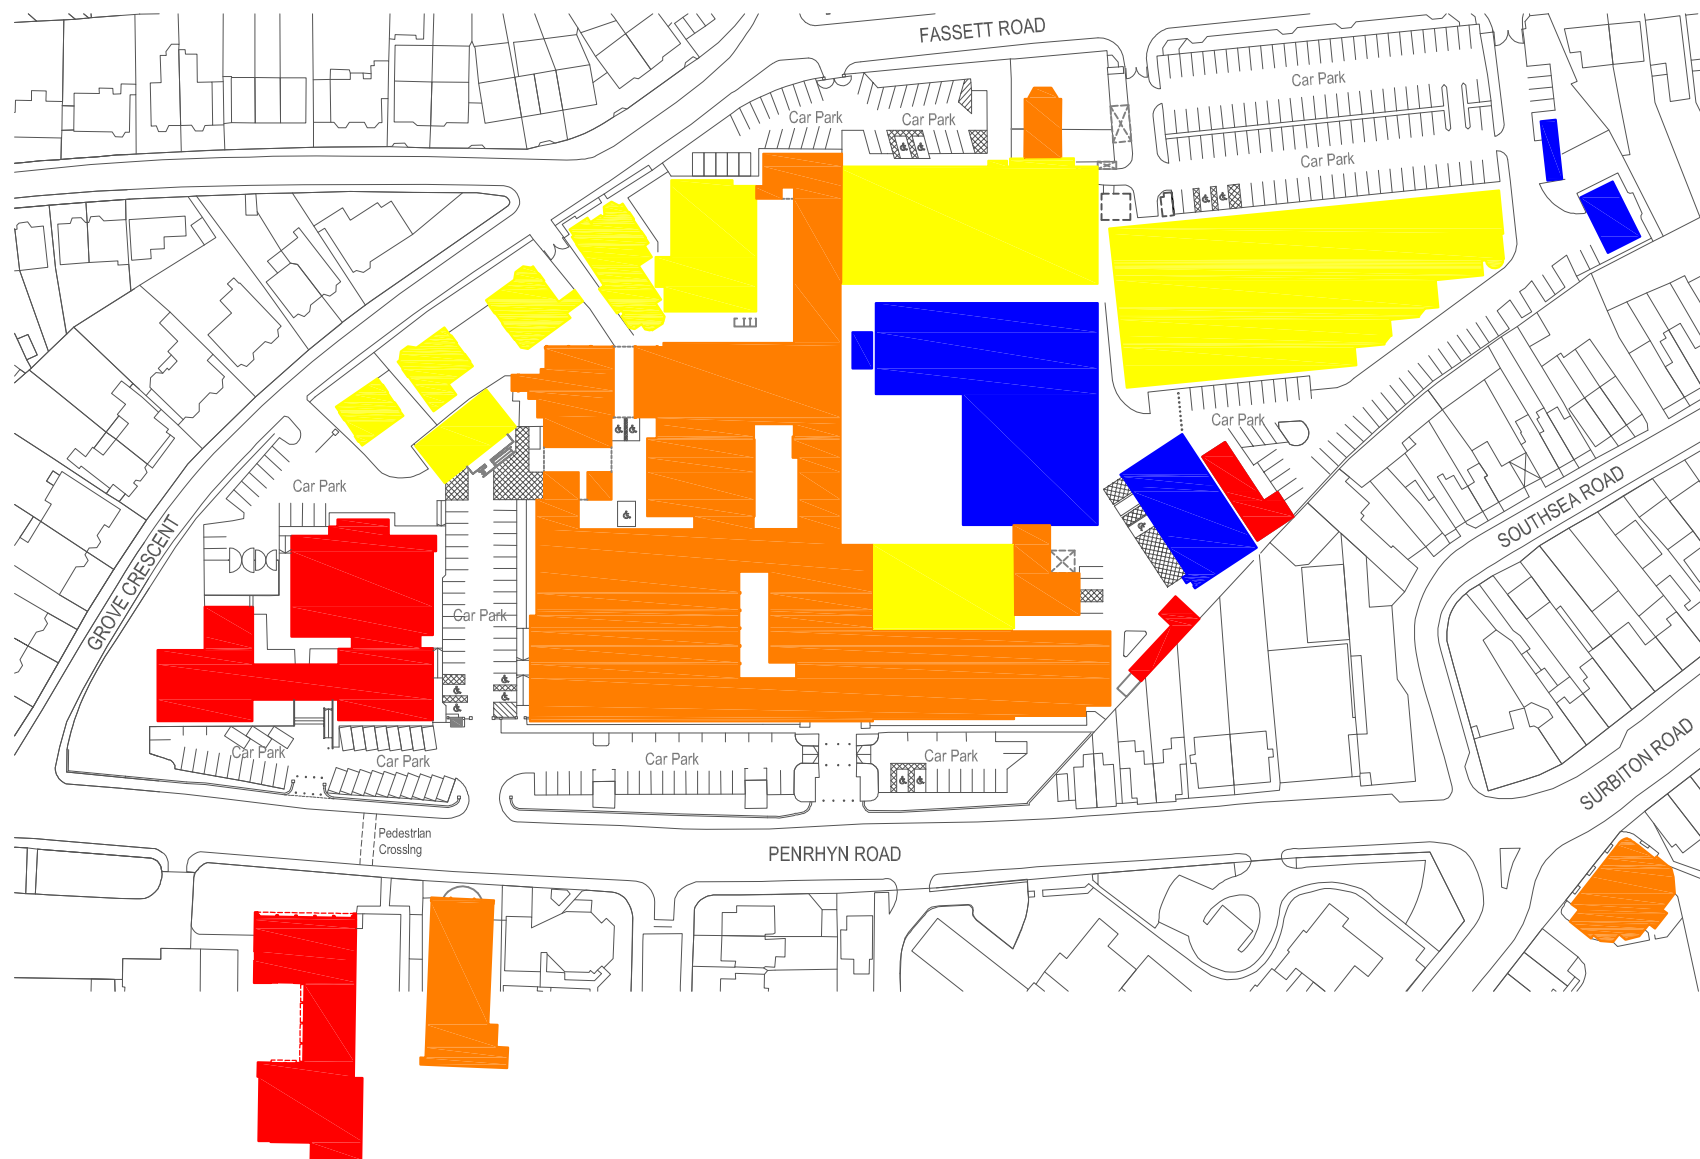 FASSETT ROAD
Car Park
Car Park
Car Park
Car Park
Car Park
Car Park
SOUTHSEA ROAD
GROVE CRESCENT
Car Park
Car Park
Car Park
Car Park
Car Park
SURBITON ROAD
Pedestrian
Crossing
PENRHYN ROAD